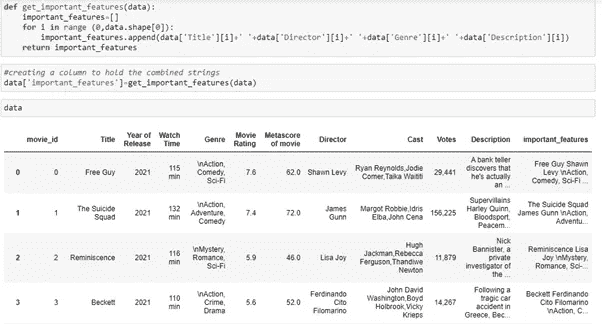 def get_important_features(data):
important_features=[]
for i in range (0,data.shape[0]):
important_features.append(data['Title'][i]+' '+data['Director'][i]+' '+data['Genre'][i]+' '+data['Description'][i])
return important_features
#creating a column to hold the combined strings
data['important_features']=get_important_features(data)
data
movie_id Title Year of Release Watch Time Genre Movie Rating Metascore of movie Director Cast Votes Description important_features
0 0 Free Guy 2021 115 min \nAction, Comedy, Sci-Fi 7.6 62.0 Shawn Levy Ryan Reynolds,Jodie Comer,Taika Waititi 29,441 A bank teller discovers that he's actually an ... Free Guy Shawn Levy \nAction, Comedy, Sci-Fi ...
1 1 The Suicide Squad 2021 132 min \nAction, Adventure, Comedy 7.4 72.0 James Gunn Margot Robbie,Idris Elba,John Cena 156,225 Supervillains Harley Quinn, Bloodsport, Peacem... The Suicide Squad James Gunn \nAction, Adventu...
2 2 Reminiscence 2021 116 min \nMystery, Romance, Sci-Fi 5.9 46.0 Lisa Joy Hugh Jackman,Rebecca Ferguson,Thandiwe Newton 11,879 Nick Bannister, a private investigator of the ... Reminiscence Lisa Joy \nMystery, Romance, Sci-...
3 3 Beckett 2021 110 min \nAction, Crime, Drama 5.6 52.0 Ferdinando Cito Filomarino John David Washington,Boyd Holbrook,Vicky Krieps 14,267 Following a tragic car accident in Greece, Bec... Beckett Ferdinando Cito Filomarino \nAction, C...